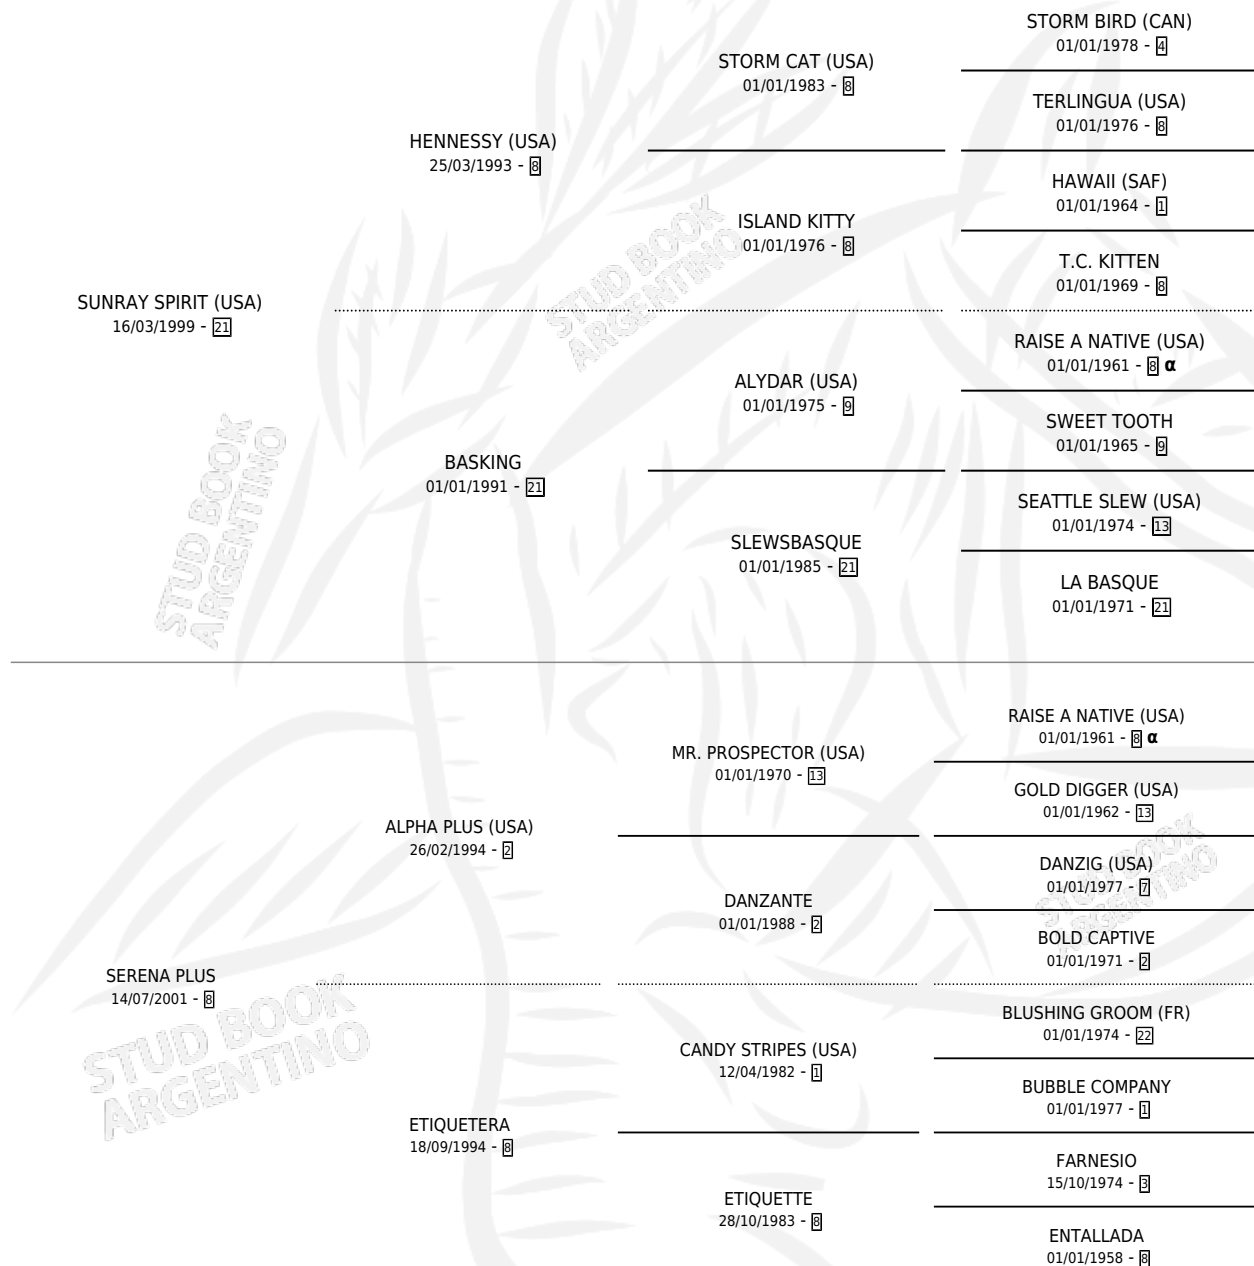 STORM BIRD (CAN)
01/01/1978 - 4
STORM CAT (USA)
01/01/1983 - 8
TERLINGUA (USA)
01/01/1976 - 8
HENNESSY (USA)
25/03/1993 - 8
HAWAII (SAF)
01/01/1964 - 1
ISLAND KITTY
01/01/1976 - 8
T.C. KITTEN
01/01/1969 - 8
SUNRAY SPIRIT (USA)
16/03/1999 - 21
RAISE A NATIVE (USA)
01/01/1961 - 8 α
ALYDAR (USA)
01/01/1975 - 9
SWEET TOOTH
01/01/1965 - 9
BASKING
01/01/1991 - 21
SEATTLE SLEW (USA)
01/01/1974 - 13
SLEWSBASQUE
01/01/1985 - 21
LA BASQUE
01/01/1971 - 21
RAISE A NATIVE (USA)
01/01/1961 - 8 α
MR. PROSPECTOR (USA)
01/01/1970 - 13
GOLD DIGGER (USA)
01/01/1962 - 13
ALPHA PLUS (USA)
26/02/1994 - 2
DANZIG (USA)
01/01/1977 - 7
DANZANTE
01/01/1988 - 2
BOLD CAPTIVE
01/01/1971 - 2
SERENA PLUS
14/07/2001 - 8
BLUSHING GROOM (FR)
01/01/1974 - 22
CANDY STRIPES (USA)
12/04/1982 - 1
BUBBLE COMPANY
01/01/1977 - 1
ETIQUETERA
18/09/1994 - 8
FARNESIO
15/10/1974 - 3
ETIQUETTE
28/10/1983 - 8
ENTALLADA
01/01/1958 - 8
STUD BOOK
ARGENTINO
STUD BOOK
ARGENTINO
STUD BOOK
ARGENTINO
STUD BOOK
ARGENTINO